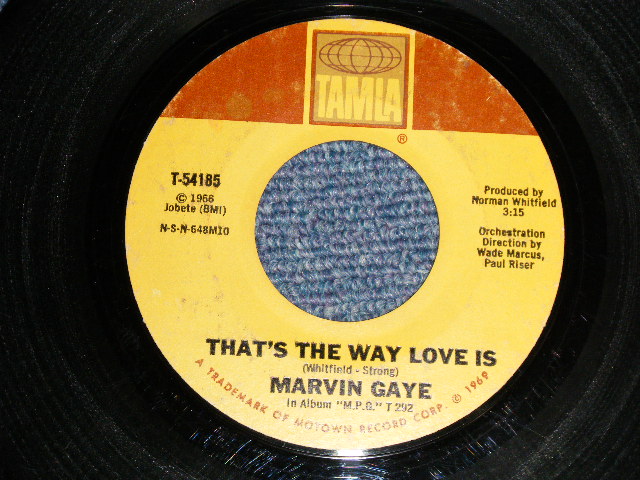 TAMLA
®
T-54185
© 1966
Jobete (BMI)
N-S-N-648M10
Produced by
Norman Whitfield
3:15
Orchestration
Direction by
Wade Marcus,
Paul Riser
THAT'S THE WAY LOVE IS
(Whitfield - Strong)
MARVIN GAYE
In Album "M.P.G." T 292
A TRADEMARK OF MOTOWN RECORD CORP. © 1969